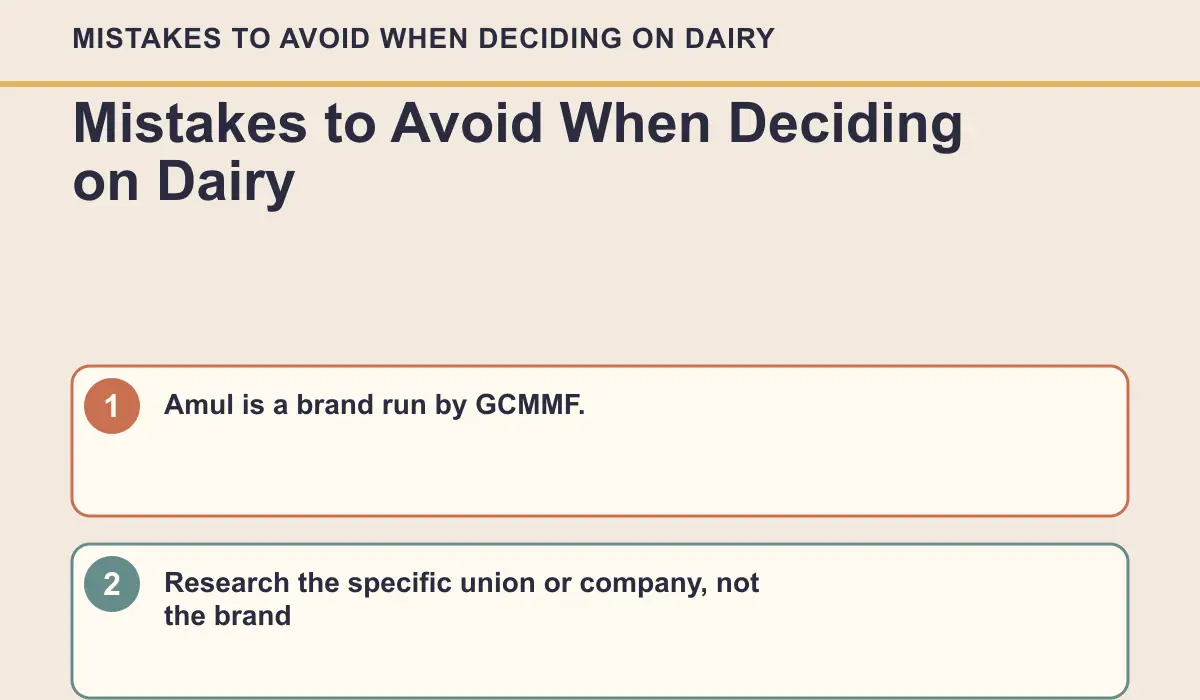 MISTAKES TO AVOID WHEN DECIDING ON DAIRY
Mistakes to Avoid When Deciding
on Dairy
1
Amul is a brand run by GCMMF.
2
Research the specific union or company, not
the brand